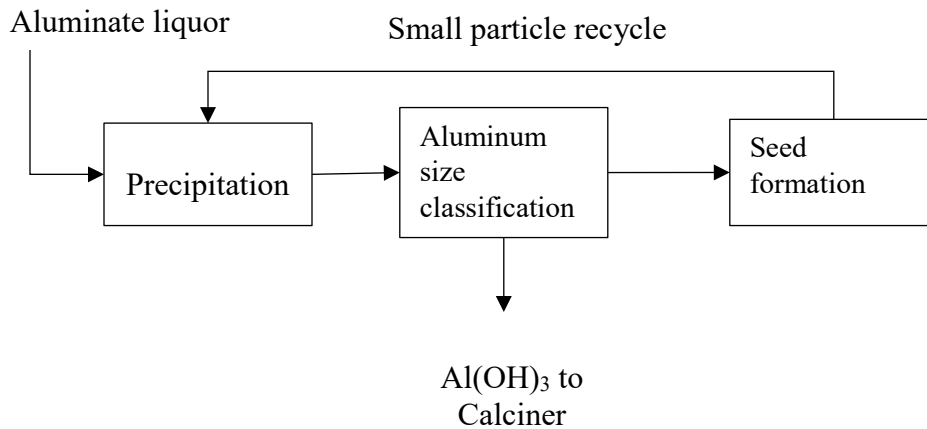 Aluminate liquor
Small particle recycle
Precipitation
Aluminum
size
classification
Seed
formation
Al(OH)₃ to
Calciner